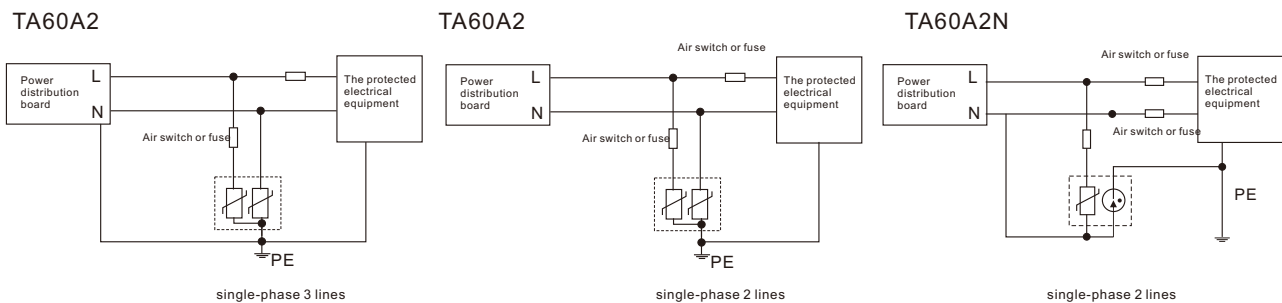 TA60A2
Power
distribution
board
L
N
The protected
electrical
equipment
Air switch or fuse
PE
single-phase 3 lines
TA60A2
Air switch or fuse
Power
distribution
board
L
N
The protected
electrical
equipment
Air switch or fuse
PE
single-phase 2 lines
TA60A2N
Air switch or fuse
Power
distribution
board
L
N
The protected
electrical
equipment
Air switch or fuse
PE
single-phase 2 lines